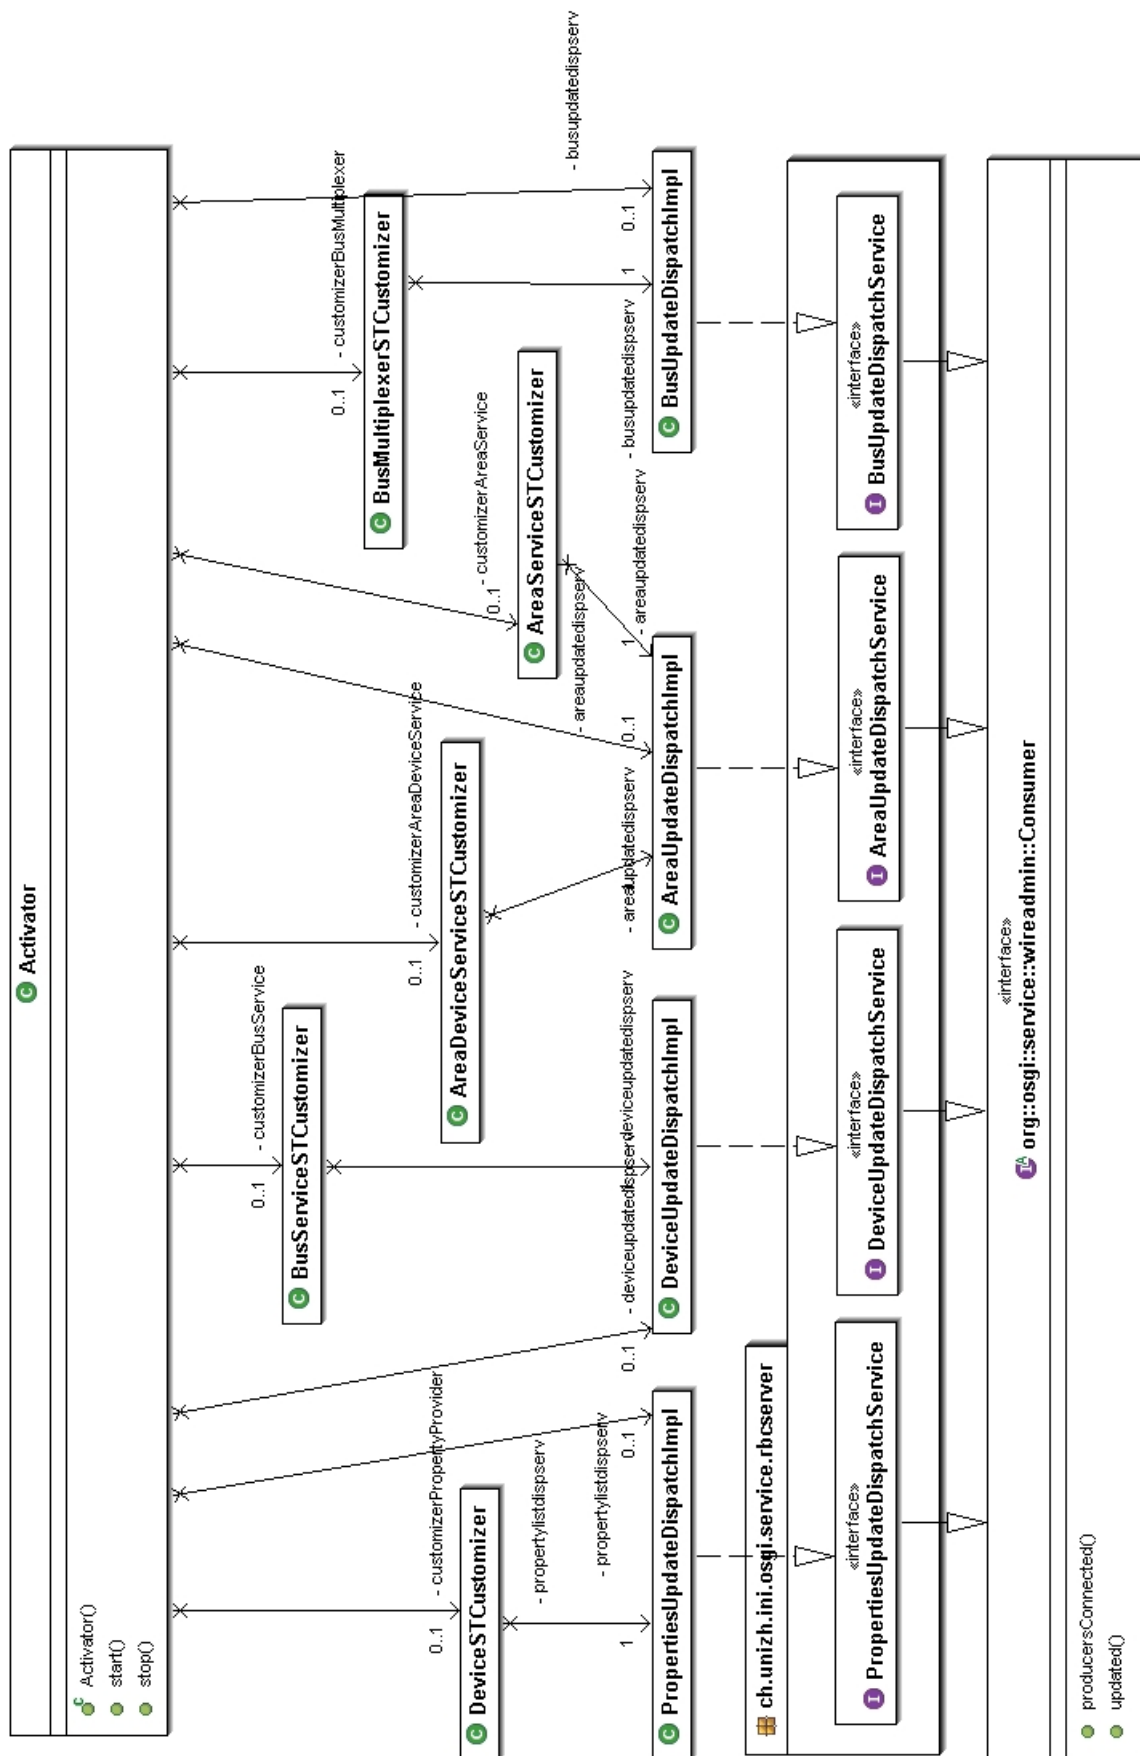 Activator
Activator()
start()
stop()
- customizerPropertyProvider
0..1
- customizerBusService
0..1
- customizerAreaDeviceService
0..1
- customizerAreaService
0..1
- customizerBusMultiplexer
0..1
BusServiceSTCustomizer
BusMultiplexerSTCustomizer
AreaDeviceServiceSTCustomizer
DeviceSTCustomizer
AreaServiceSTCustomizer
- propertylistdispserv
1
- propertylistdispserv
0..1
- deviceupdatedispserv
0..1
- deviceupdatedispserv
1
- areaupdatedispserv
- areaupdatedispserv
0..1
- areaupdatedispserv
1
- busupdatedispserv
1
- busupdatedispserv
0..1
PropertiesUpdateDispatchImpl
DeviceUpdateDispatchImpl
AreaUpdateDispatchImpl
BusUpdateDispatchImpl
ch.unizh.ini.osgi.service.rbcserver
«interface»
PropertiesUpdateDispatchService
«interface»
DeviceUpdateDispatchService
«interface»
AreaUpdateDispatchService
«interface»
BusUpdateDispatchService
«interface»
org::osgi::service::wireadmin::Consumer
producersConnected()
updated()